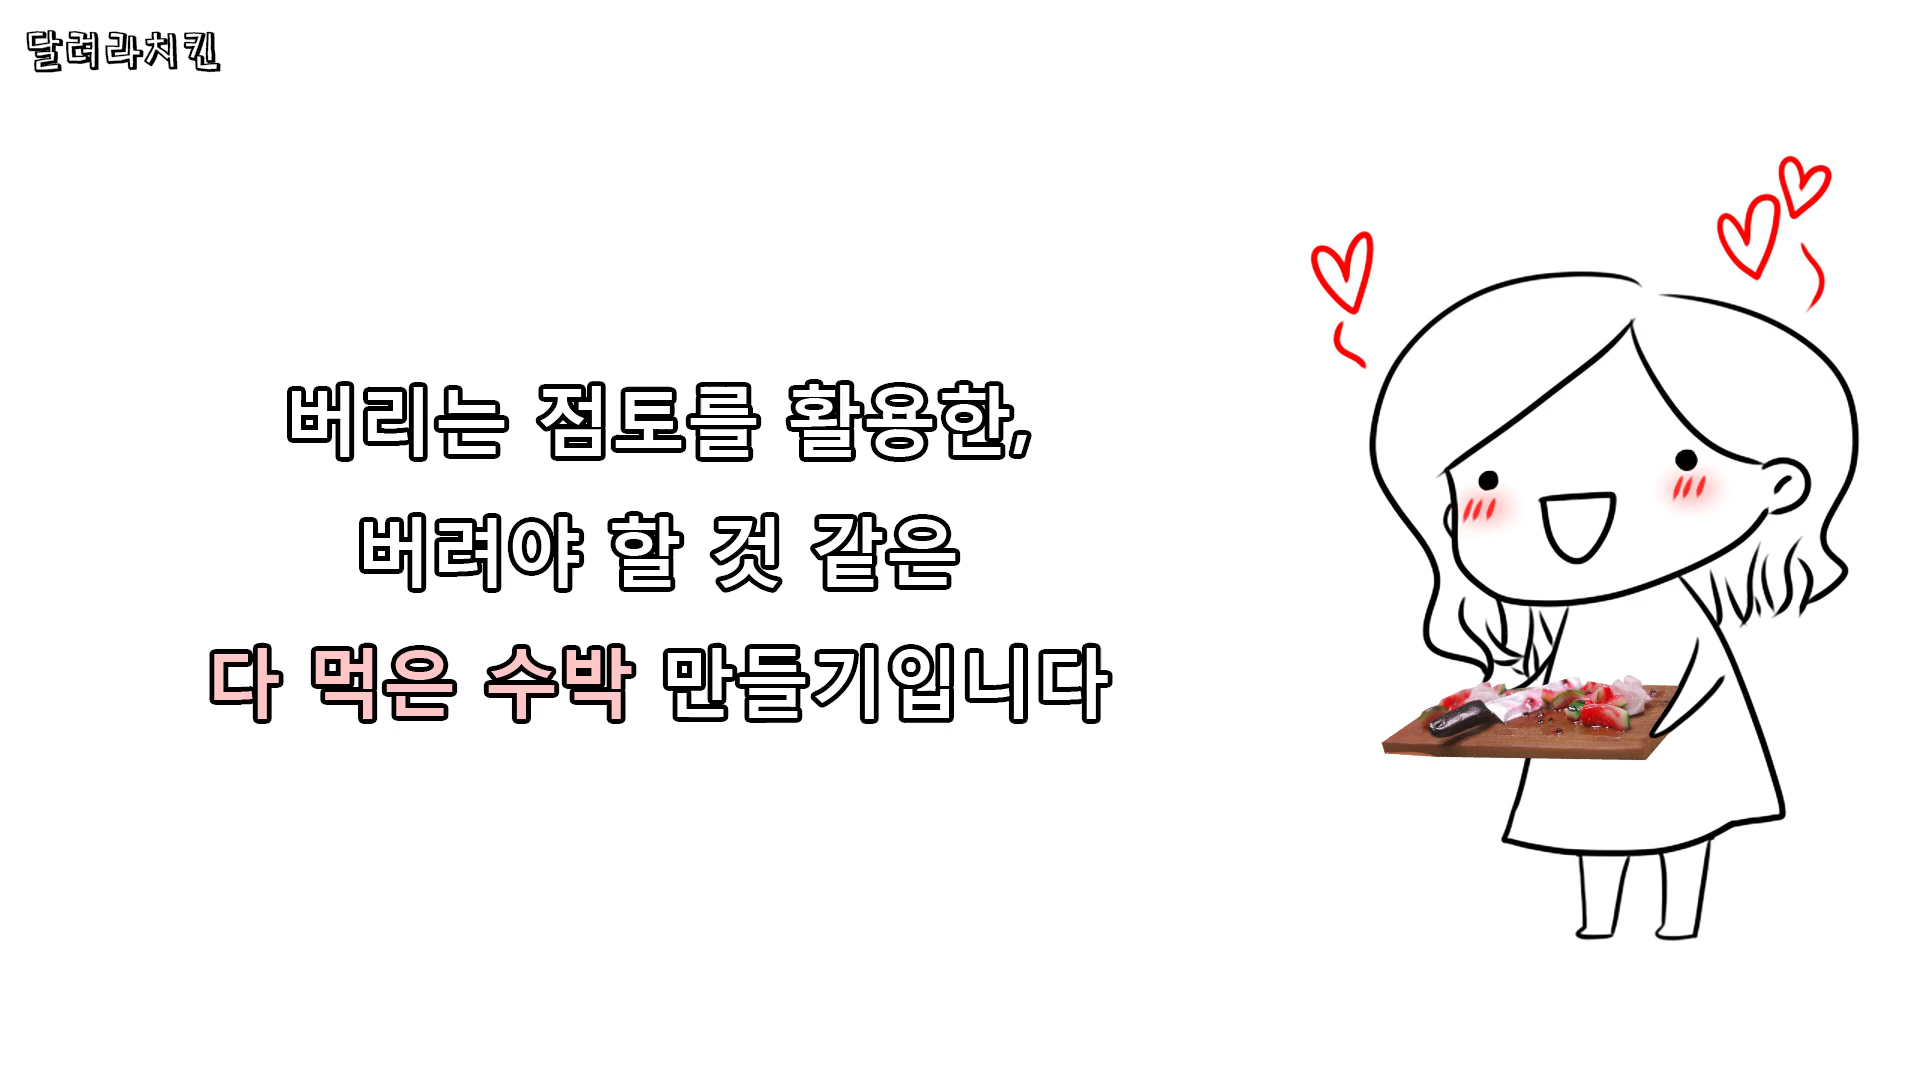 달려라치킨
버리는 점토를 활용한,
버려야 할 것 같은
다 먹은 수박 만들기입니다